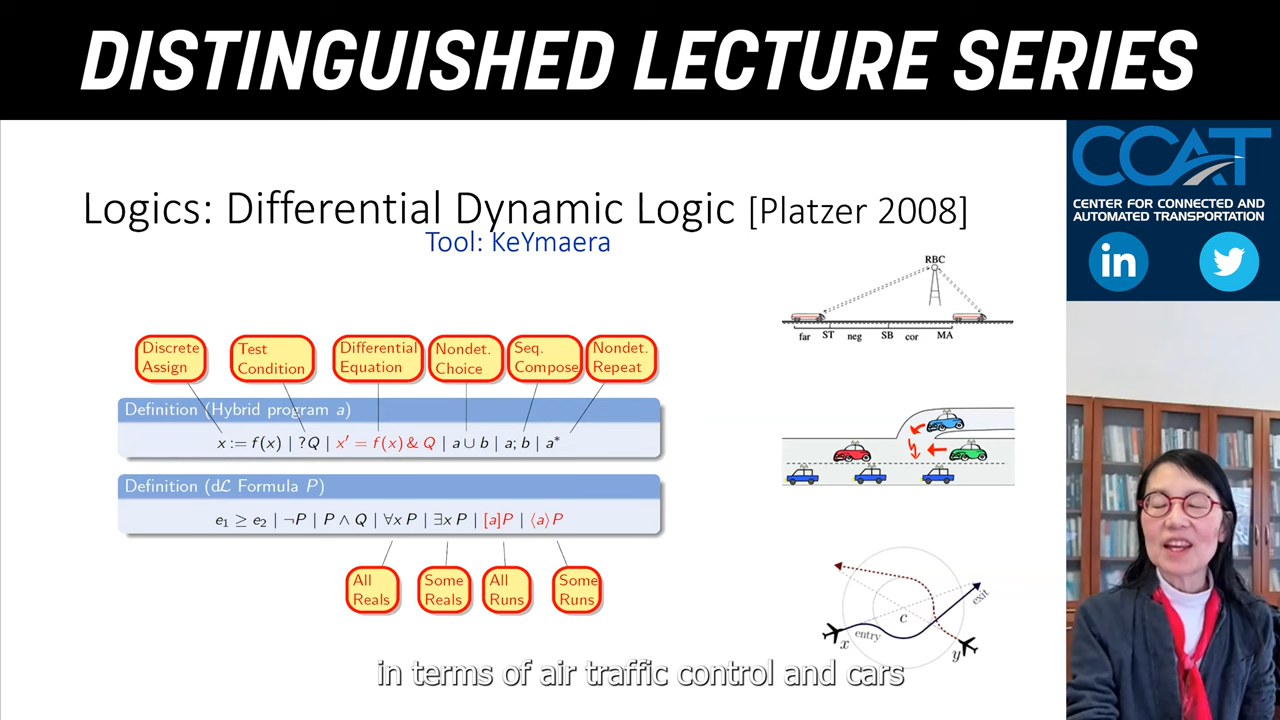 DISTINGUISHED LECTURE SERIES
CCAT
CENTER FOR CONNECTED AND
AUTOMATED TRANSPORTATION
in
Logics: Differential Dynamic Logic [Platzer 2008]
Tool: KeYmaera
Discrete
Assign
Test
Condition
Differential
Equation
Nondet.
Choice
Seq.
Compose
Nondet.
Repeat
Definition (Hybrid program a)
x := f(x) | ?Q | x′ = f(x) & Q | a ∪ b | a; b | a*
Definition (dL Formula P)
e₁ ≥ e₂ | ¬P | P ∧ Q | ∀x P | ∃x P | [a]P | ⟨a⟩P
All
Reals
Some
Reals
All
Runs
Some
Runs
RBC
far ST neg SB cor MA
c
exit
entry
x
y
in terms of air traffic control and cars